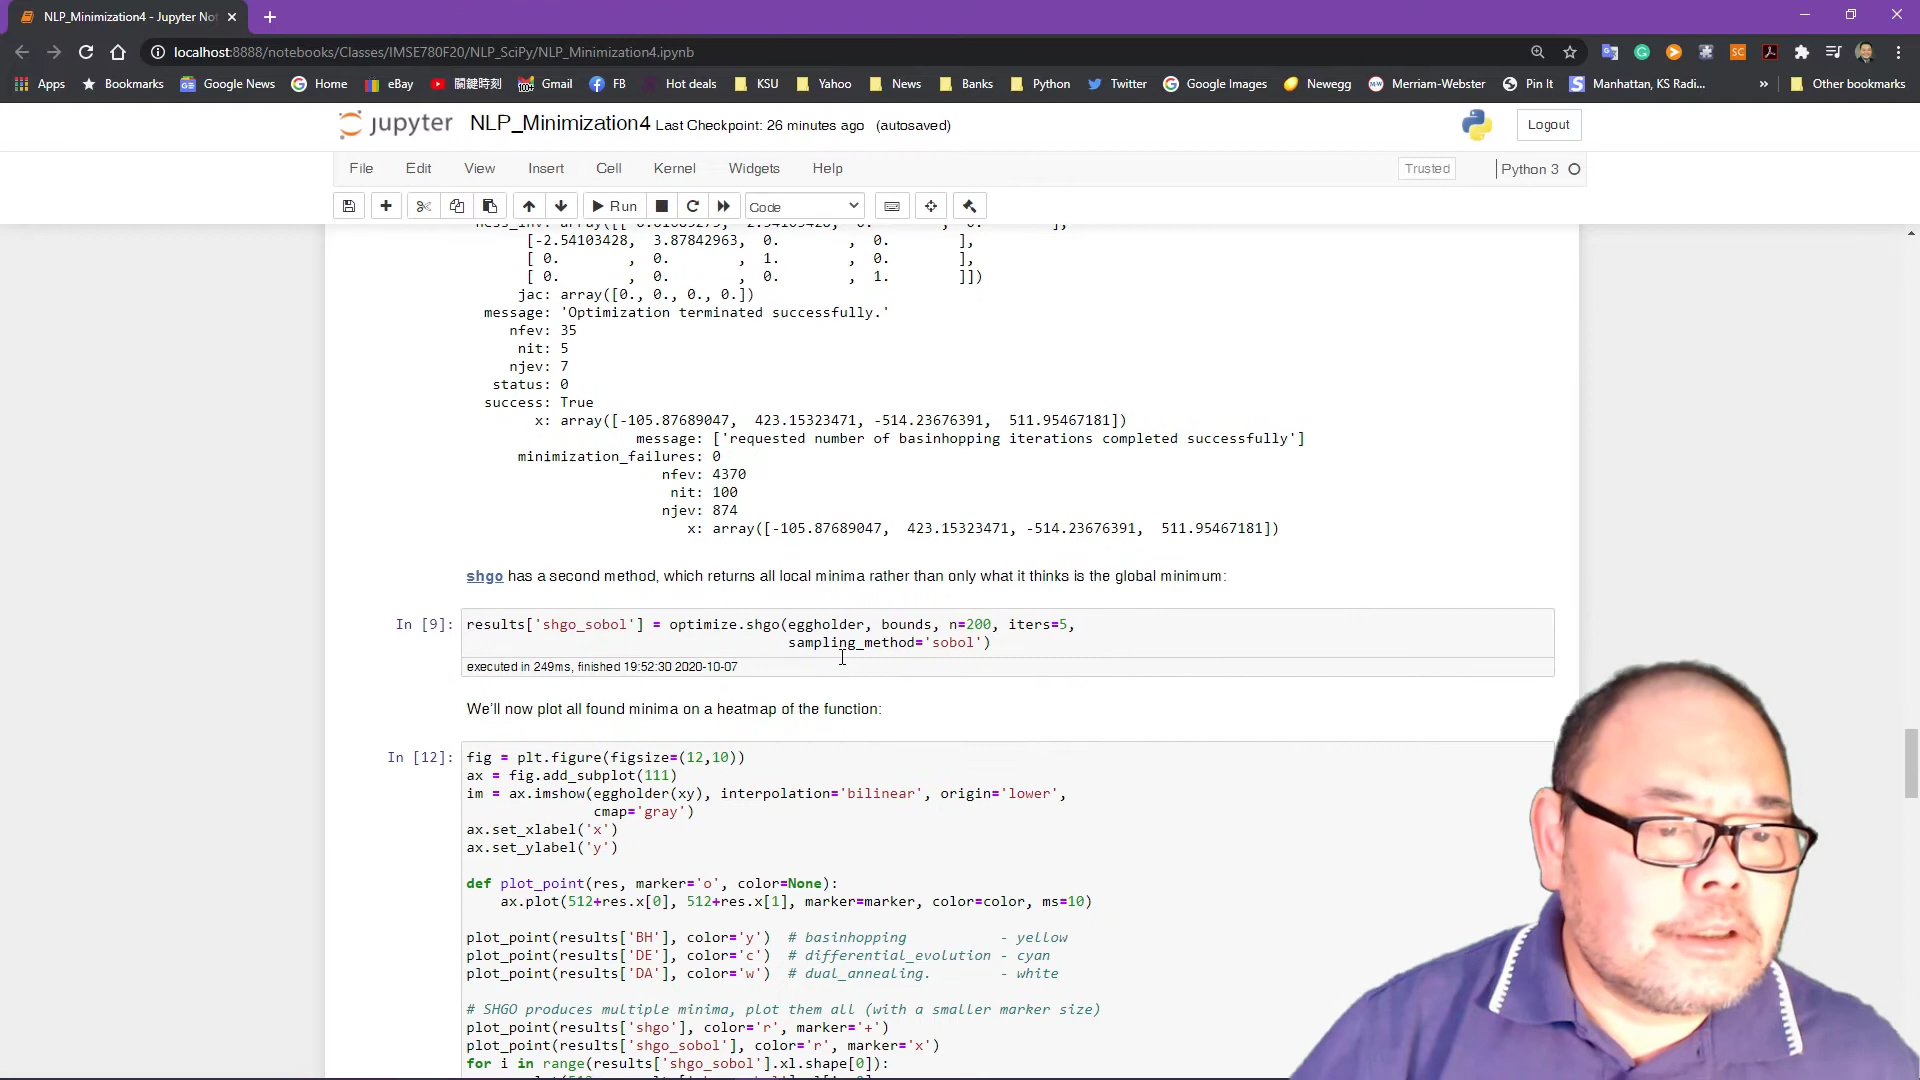 NLP_Minimization4 - Jupyter Not
localhost:8888/notebooks/Classes/IMSE780F20/NLP_SciPy/NLP_Minimization4.ipynb
Apps Bookmarks Google News Home eBay 關鍵時刻 Gmail FB Hot deals KSU Yahoo News Banks Python Twitter Google Images Newegg Merriam-Webster Pin It Manhattan, KS Radi... » Other bookmarks
jupyter NLP_Minimization4 Last Checkpoint: 26 minutes ago (autosaved) Logout
File Edit View Insert Cell Kernel Widgets Help Trusted Python 3
Run Code
[-2.54103428, 3.87842963, 0. , 0. ],
[ 0. , 0. , 1. , 0. ],
[ 0. , 0. , 0. , 1. ]])
jac: array([0., 0., 0., 0.])
message: 'Optimization terminated successfully.'
nfev: 35
nit: 5
njev: 7
status: 0
success: True
x: array([-105.87689047, 423.15323471, -514.23676391, 511.95467181])
message: ['requested number of basinhopping iterations completed successfully']
minimization_failures: 0
nfev: 4370
nit: 100
njev: 874
x: array([-105.87689047, 423.15323471, -514.23676391, 511.95467181])
shgo has a second method, which returns all local minima rather than only what it thinks is the global minimum:
In [9]: results['shgo_sobol'] = optimize.shgo(eggholder, bounds, n=200, iters=5,
sampling_method='sobol')
executed in 249ms, finished 19:52:30 2020-10-07
We'll now plot all found minima on a heatmap of the function:
In [12]: fig = plt.figure(figsize=(12,10))
ax = fig.add_subplot(111)
im = ax.imshow(eggholder(xy), interpolation='bilinear', origin='lower',
cmap='gray')
ax.set_xlabel('x')
ax.set_ylabel('y')
def plot_point(res, marker='o', color=None):
ax.plot(512+res.x[0], 512+res.x[1], marker=marker, color=color, ms=10)
plot_point(results['BH'], color='y') # basinhopping - yellow
plot_point(results['DE'], color='c') # differential_evolution - cyan
plot_point(results['DA'], color='w') # dual_annealing. - white
# SHGO produces multiple minima, plot them all (with a smaller marker size)
plot_point(results['shgo'], color='r', marker='+')
plot_point(results['shgo_sobol'], color='r', marker='x')
for i in range(results['shgo_sobol'].xl.shape[0]):